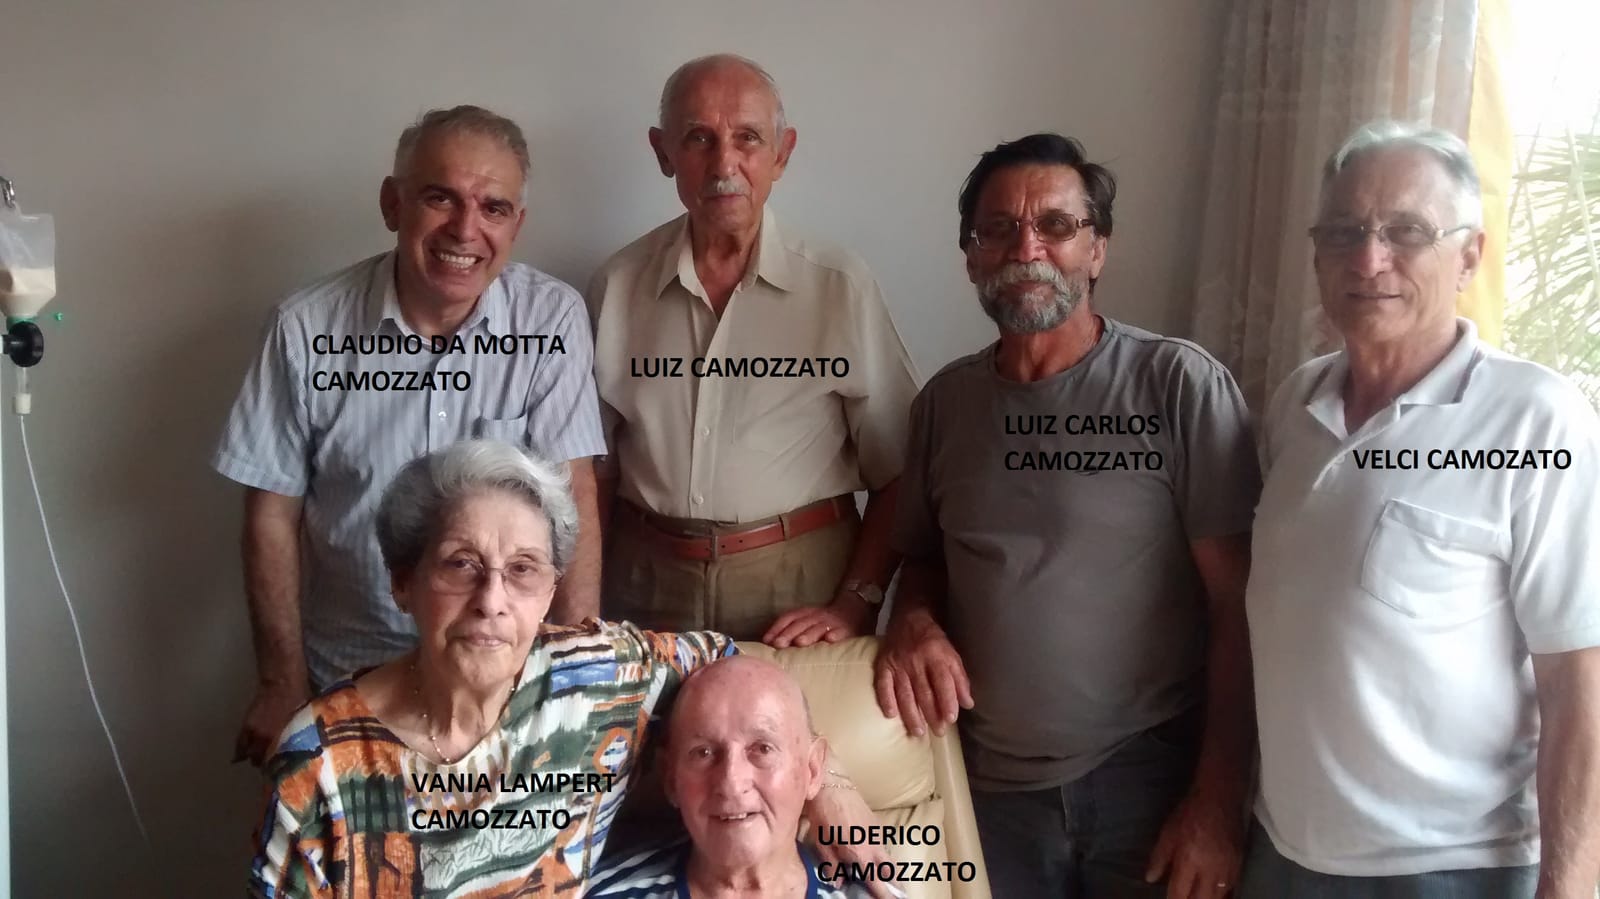 CLAUDIO DA MOTTA
CAMOZZATO
LUIZ CAMOZZATO
LUIZ CARLOS
CAMOZZATO
VELCI CAMOZATO
VANIA LAMPERT
CAMOZZATO
ULDERICO
CAMOZZATO